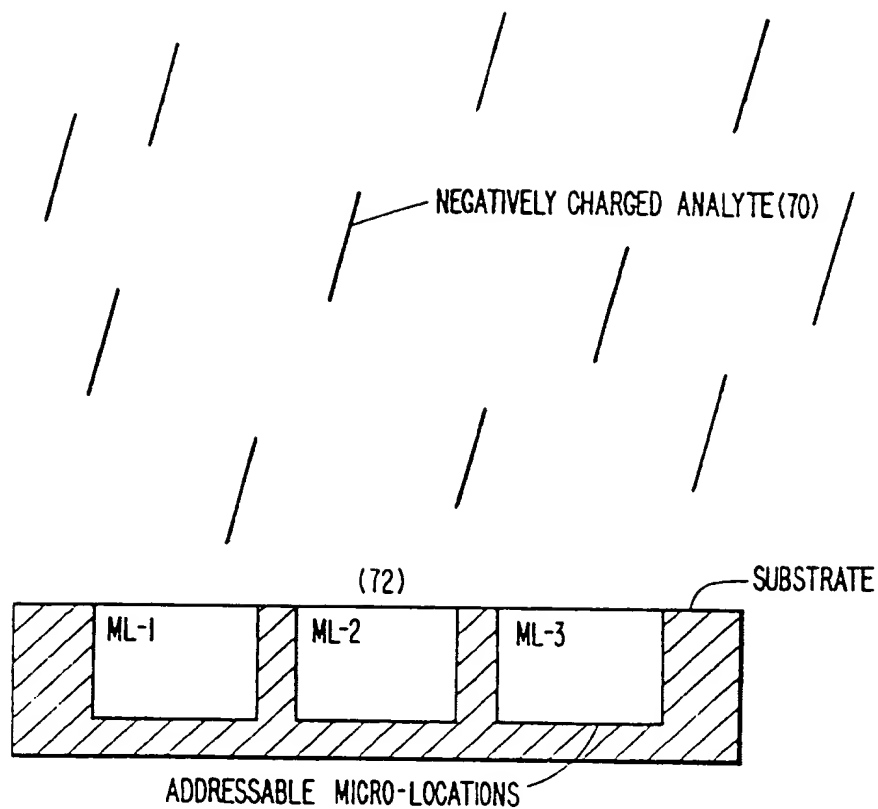 NEGATIVELY CHARGED ANALYTE(70)
(72)
SUBSTRATE
ML-1
ML-2
ML-3
ADDRESSABLE MICRO-LOCATIONS